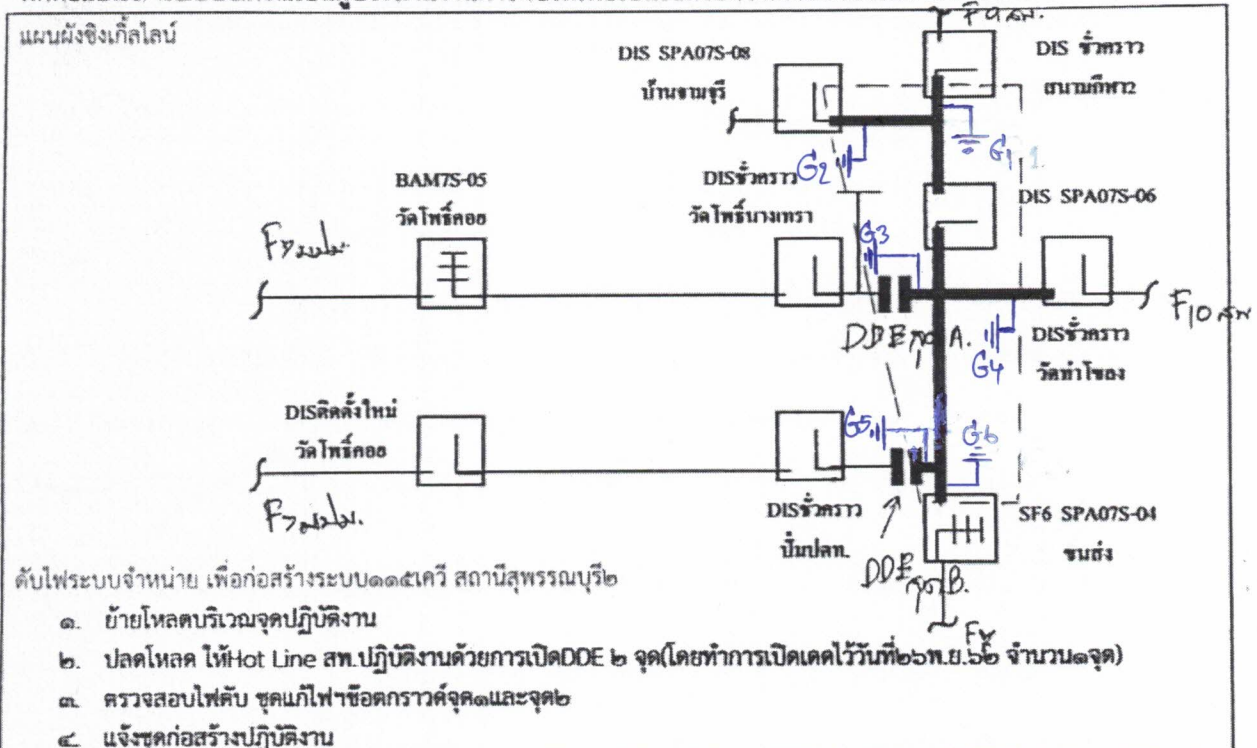 แผนผังซิงเกิ้ลไลน์
DIS SPA07S-08
บ้านจามจุรี
DIS ชั่วคราว
สนามกีฬา2
G2
G1
BAM7S-05
วัดโพธิ์คอย
DISชั่วคราว
วัดโพธิ์นางเทรา
DIS SPA07S-06
G3
DDE จุด A.
G4
DISชั่วคราว
วัดท่าโขลง
F10 สพ
DISติดตั้งใหม่
วัดโพธิ์คอย
G5
G6
DISชั่วคราว
ปั๊มปตท.
SF6 SPA07S-04
ขนส่ง
DDE จุด B.
ดับไฟระบบจำหน่าย เพื่อก่อสร้างระบบ๑๑๕เควี สถานีสุพรรณบุรี๒
๑. ย้ายโหลดบริเวณจุดปฏิบัติงาน
๒. ปลดโหลด ให้Hot Line สท.ปฏิบัติงานด้วยการเปิดDDE ๒ จุด(โดยทำการเปิดเดดไว้วันที่๒๖พ.ย.๖๒ จำนวน๑จุด)
๓. ตรวจสอบไฟดับ ชุดแก้ไฟฯช๊อตกราวด์จุด๑และจุด๒
๔. แจ้งชุดก่อสร้างปฏิบัติงาน